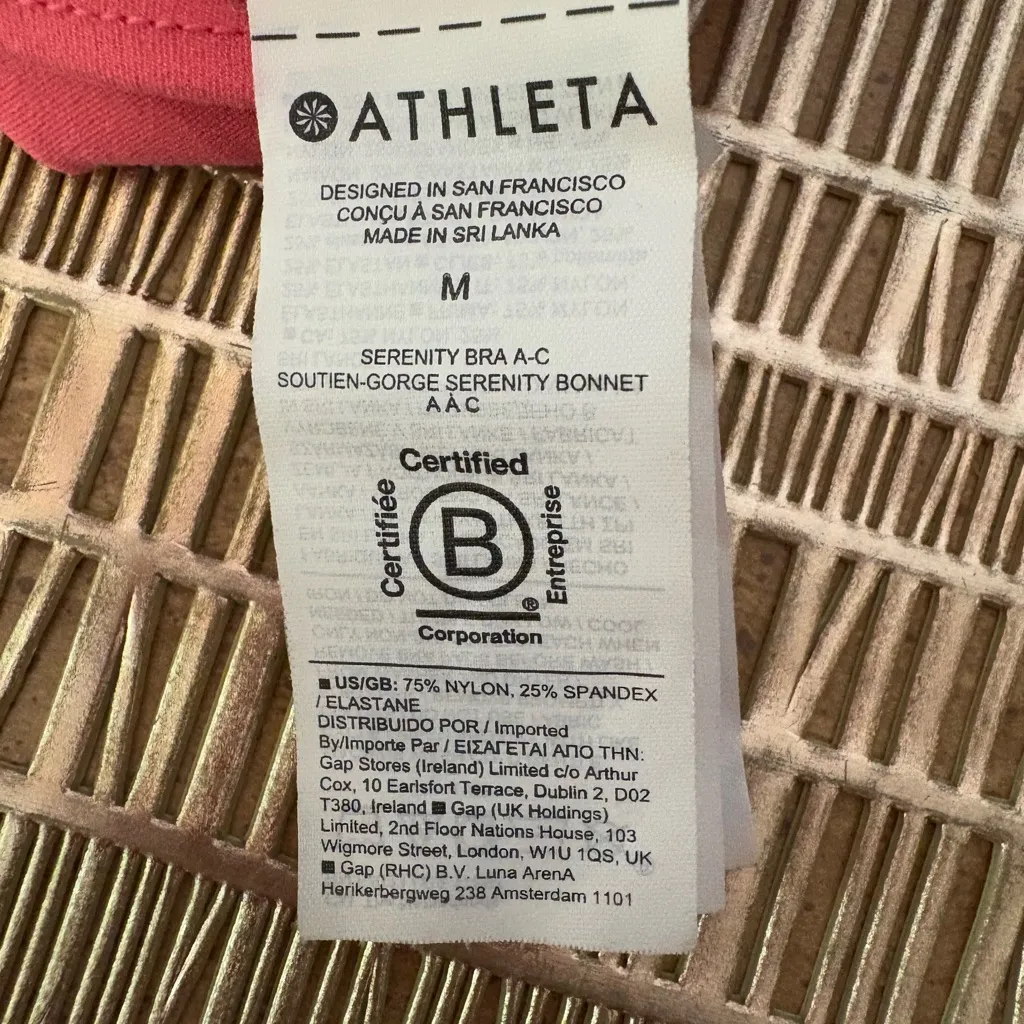 ATHLETA
DESIGNED IN SAN FRANCISCO
CONÇU À SAN FRANCISCO
MADE IN SRI LANKA
M
SERENITY BRA A-C
SOUTIEN-GORGE SERENITY BONNET
A À C
Certified
Certifiée
B
Entreprise
®
Corporation
■ US/GB: 75% NYLON, 25% SPANDEX
/ ELASTANE
DISTRIBUIDO POR / Imported
By/Importe Par / ΕΙΣΑΓΕΤΑΙ ΑΠΟ ΤΗΝ:
Gap Stores (Ireland) Limited c/o Arthur
Cox, 10 Earlsfort Terrace, Dublin 2, D02
T380, Ireland ■ Gap (UK Holdings)
Limited, 2nd Floor Nations House, 103
Wigmore Street, London, W1U 1QS, UK
■ Gap (RHC) B.V. Luna ArenA
Herikerbergweg 238 Amsterdam 1101